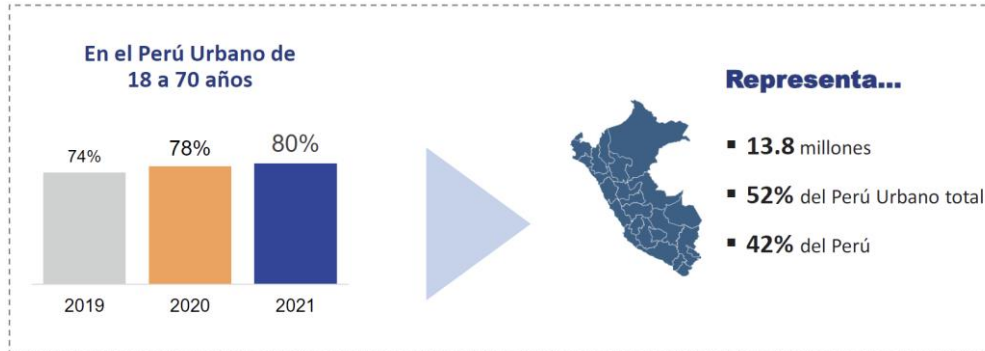 En el Perú Urbano de
18 a 70 años
74%
78%
80%
2019
2020
2021
Representa...
▪ 13.8 millones
▪ 52% del Perú Urbano total
▪ 42% del Perú